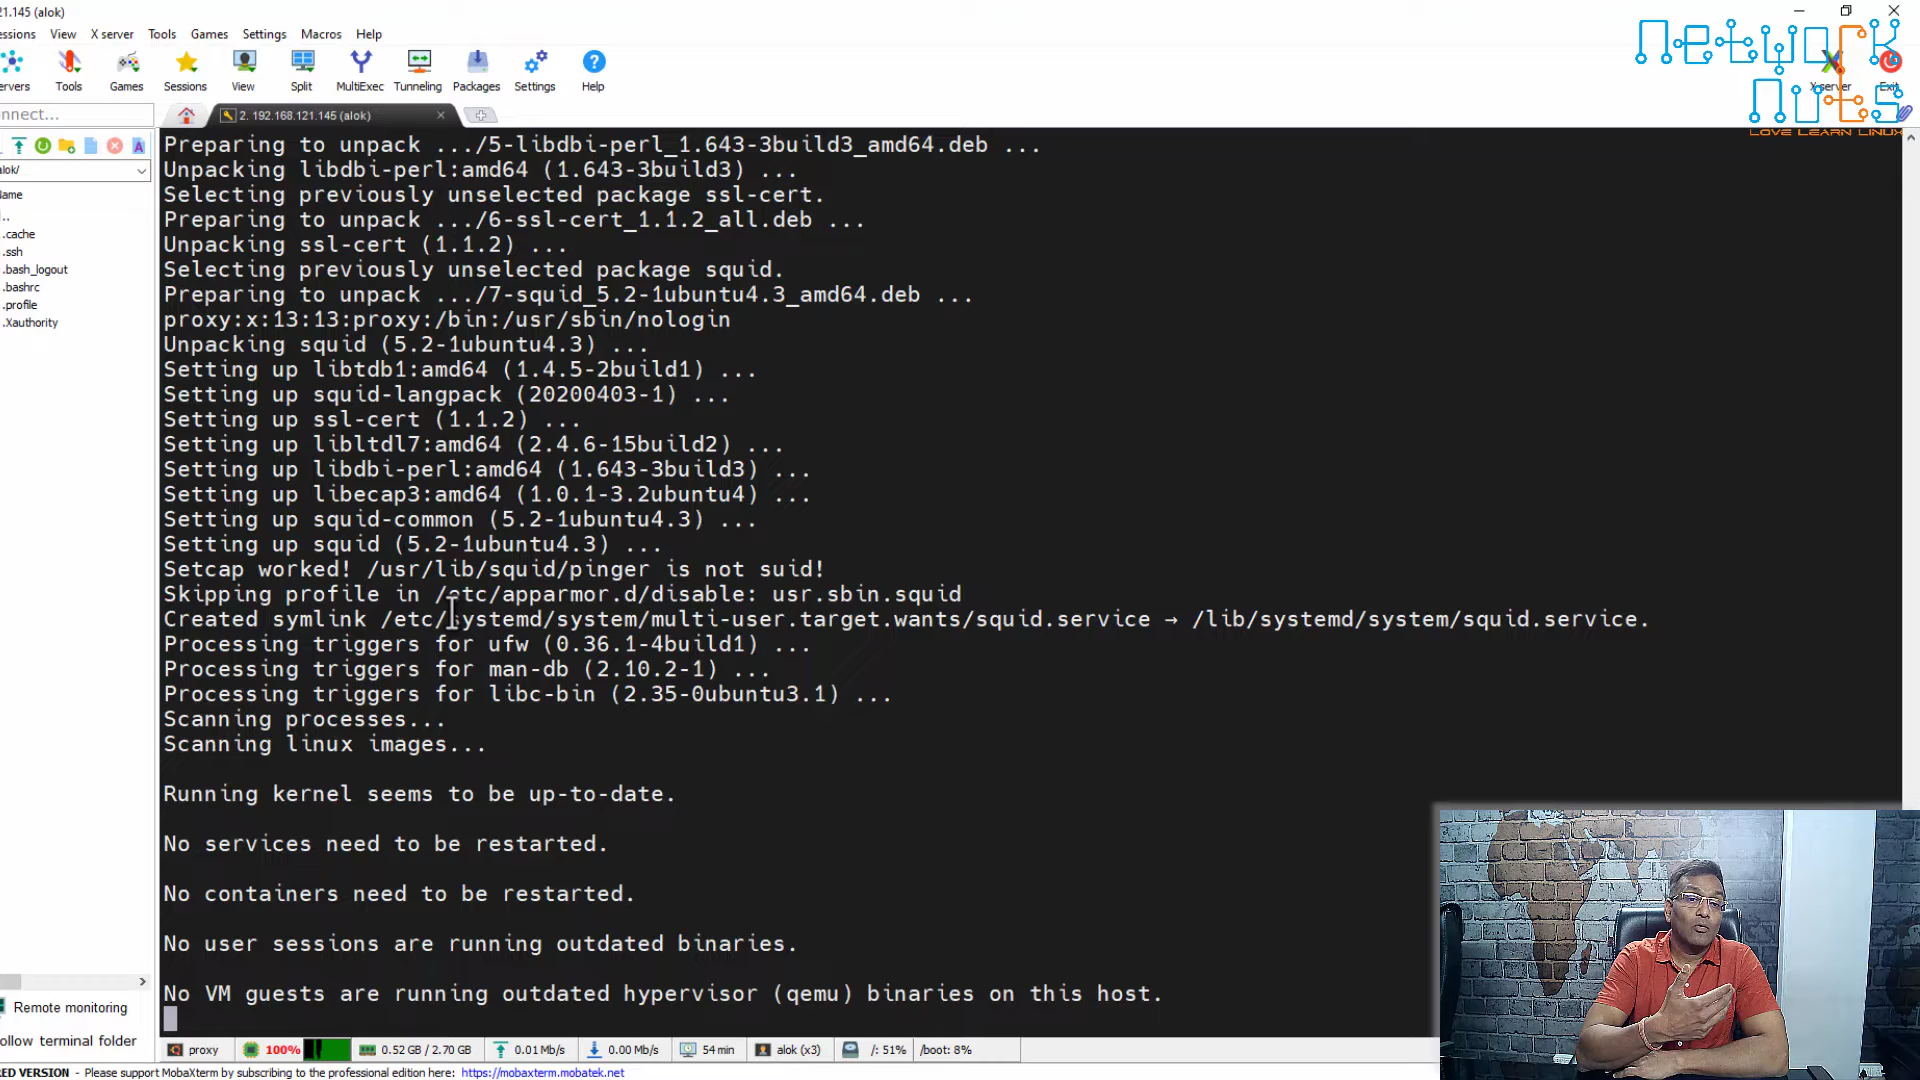 21.145 (alok)
essions View X server Tools Games Settings Macros Help
ervers Tools Games Sessions View Split MultiExec Tunneling Packages Settings Help
X server Exit
Network
Nuts
LOVE LEARN LINUX
nnect...
2. 192.168.121.145 (alok)
alok/
ame
..
.cache
.ssh
.bash_logout
.bashrc
.profile
.Xauthority
Preparing to unpack .../5-libdbi-perl_1.643-3build3_amd64.deb ...
Unpacking libdbi-perl:amd64 (1.643-3build3) ...
Selecting previously unselected package ssl-cert.
Preparing to unpack .../6-ssl-cert_1.1.2_all.deb ...
Unpacking ssl-cert (1.1.2) ...
Selecting previously unselected package squid.
Preparing to unpack .../7-squid_5.2-1ubuntu4.3_amd64.deb ...
proxy:x:13:13:proxy:/bin:/usr/sbin/nologin
Unpacking squid (5.2-1ubuntu4.3) ...
Setting up libtdb1:amd64 (1.4.5-2build1) ...
Setting up squid-langpack (20200403-1) ...
Setting up ssl-cert (1.1.2) ...
Setting up libltdl7:amd64 (2.4.6-15build2) ...
Setting up libdbi-perl:amd64 (1.643-3build3) ...
Setting up libecap3:amd64 (1.0.1-3.2ubuntu4) ...
Setting up squid-common (5.2-1ubuntu4.3) ...
Setting up squid (5.2-1ubuntu4.3) ...
Setcap worked! /usr/lib/squid/pinger is not suid!
Skipping profile in /etc/apparmor.d/disable: usr.sbin.squid
Created symlink /etc/systemd/system/multi-user.target.wants/squid.service → /lib/systemd/system/squid.service.
Processing triggers for ufw (0.36.1-4build1) ...
Processing triggers for man-db (2.10.2-1) ...
Processing triggers for libc-bin (2.35-0ubuntu3.1) ...
Scanning processes...
Scanning linux images...
Running kernel seems to be up-to-date.
No services need to be restarted.
No containers need to be restarted.
No user sessions are running outdated binaries.
No VM guests are running outdated hypervisor (qemu) binaries on this host.
Remote monitoring
ollow terminal folder
proxy 100% 0.52 GB / 2.70 GB 0.01 Mb/s 0.00 Mb/s 54 min alok (x3) /: 51% /boot: 8%
RED VERSION - Please support MobaXterm by subscribing to the professional edition here: https://mobaxterm.mobatek.net